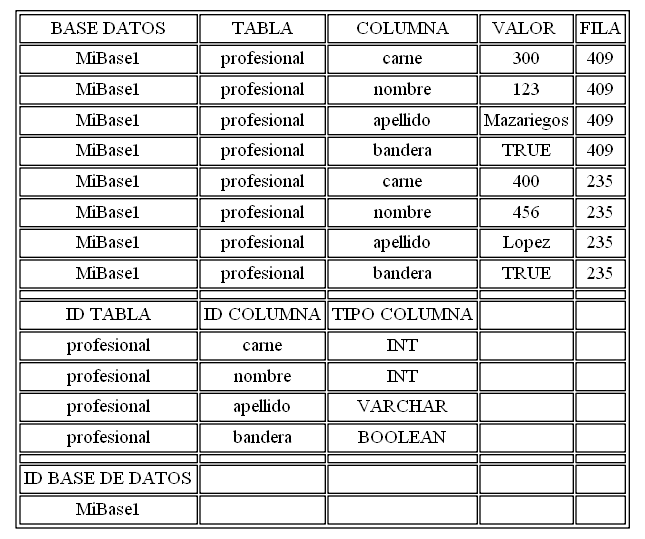 BASE DATOS TABLA COLUMNA VALOR FILA
MiBase1 profesional carne 300 409
MiBase1 profesional nombre 123 409
MiBase1 profesional apellido Mazariegos 409
MiBase1 profesional bandera TRUE 409
MiBase1 profesional carne 400 235
MiBase1 profesional nombre 456 235
MiBase1 profesional apellido Lopez 235
MiBase1 profesional bandera TRUE 235
ID TABLA ID COLUMNA TIPO COLUMNA
profesional carne INT
profesional nombre INT
profesional apellido VARCHAR
profesional bandera BOOLEAN
ID BASE DE DATOS
MiBase1